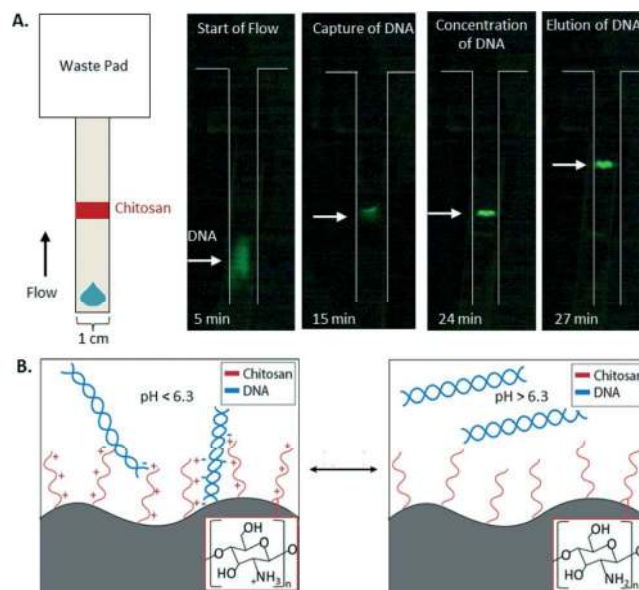 A.
Waste Pad
Chitosan
Flow
1 cm
Start of Flow
DNA
5 min
Capture of DNA
15 min
Concentration
of DNA
24 min
Elution of DNA
27 min
B.
pH < 6.3
Chitosan
DNA
OH
O
O
HO
NH3
+
n
pH > 6.3
Chitosan
DNA
OH
O
O
HO
NH2
n